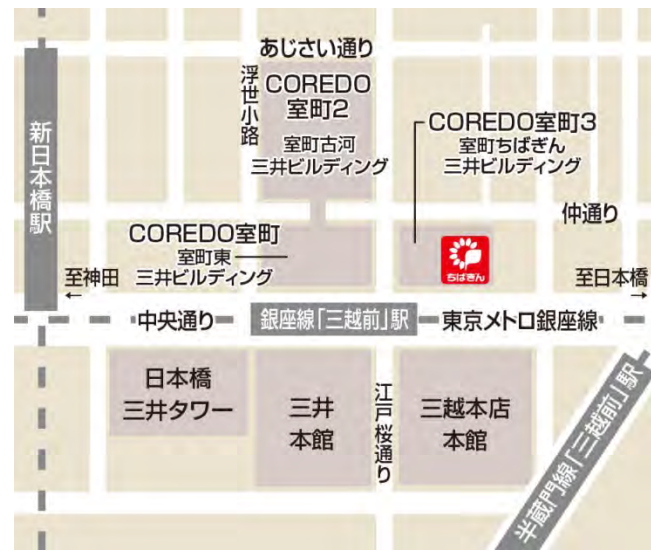 あじさい通り
浮世小路
COREDO
室町2
室町古河
三井ビルディング
COREDO室町3
室町ちばぎん
三井ビルディング
新日本橋駅
仲通り
COREDO室町
室町東
三井ビルディング
ちばぎん
至神田
←
至日本橋
→
中央通り
銀座線「三越前」駅
東京メトロ銀座線
日本橋
三井タワー
三井
本館
江戸桜通り
三越本店
本館
半蔵門線「三越前」駅